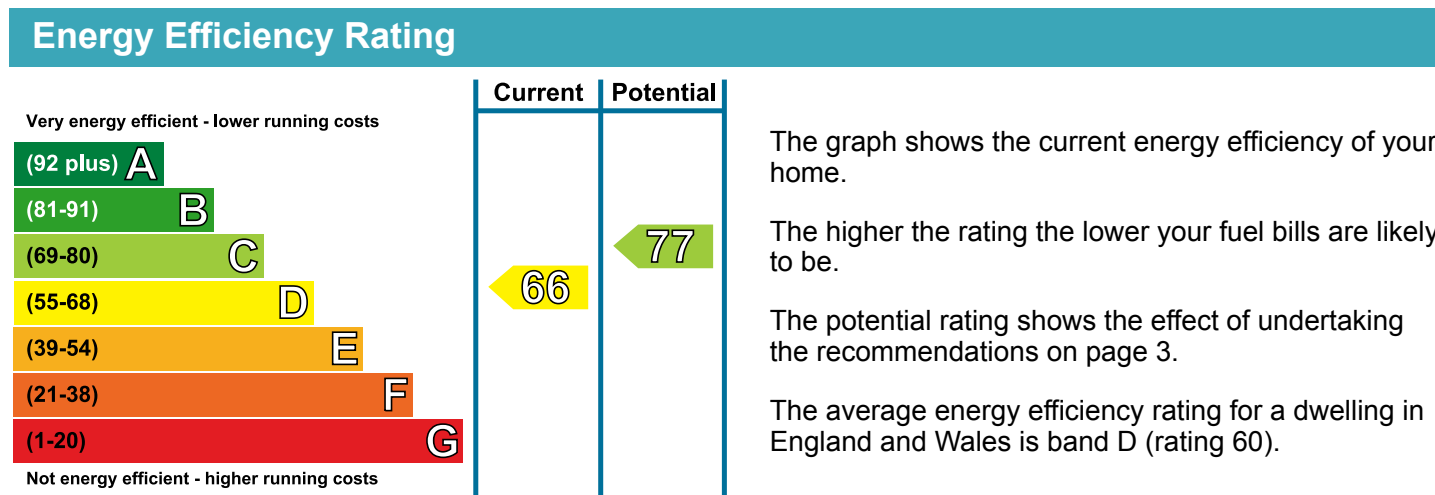 Energy Efficiency Rating
Current Potential
Very energy efficient - lower running costs
(92 plus) A
(81-91) B
(69-80) C
(55-68) D
(39-54) E
(21-38) F
(1-20) G
Not energy efficient - higher running costs
66
77
The graph shows the current energy efficiency of your
home.
The higher the rating the lower your fuel bills are likely
to be.
The potential rating shows the effect of undertaking
the recommendations on page 3.
The average energy efficiency rating for a dwelling in
England and Wales is band D (rating 60).